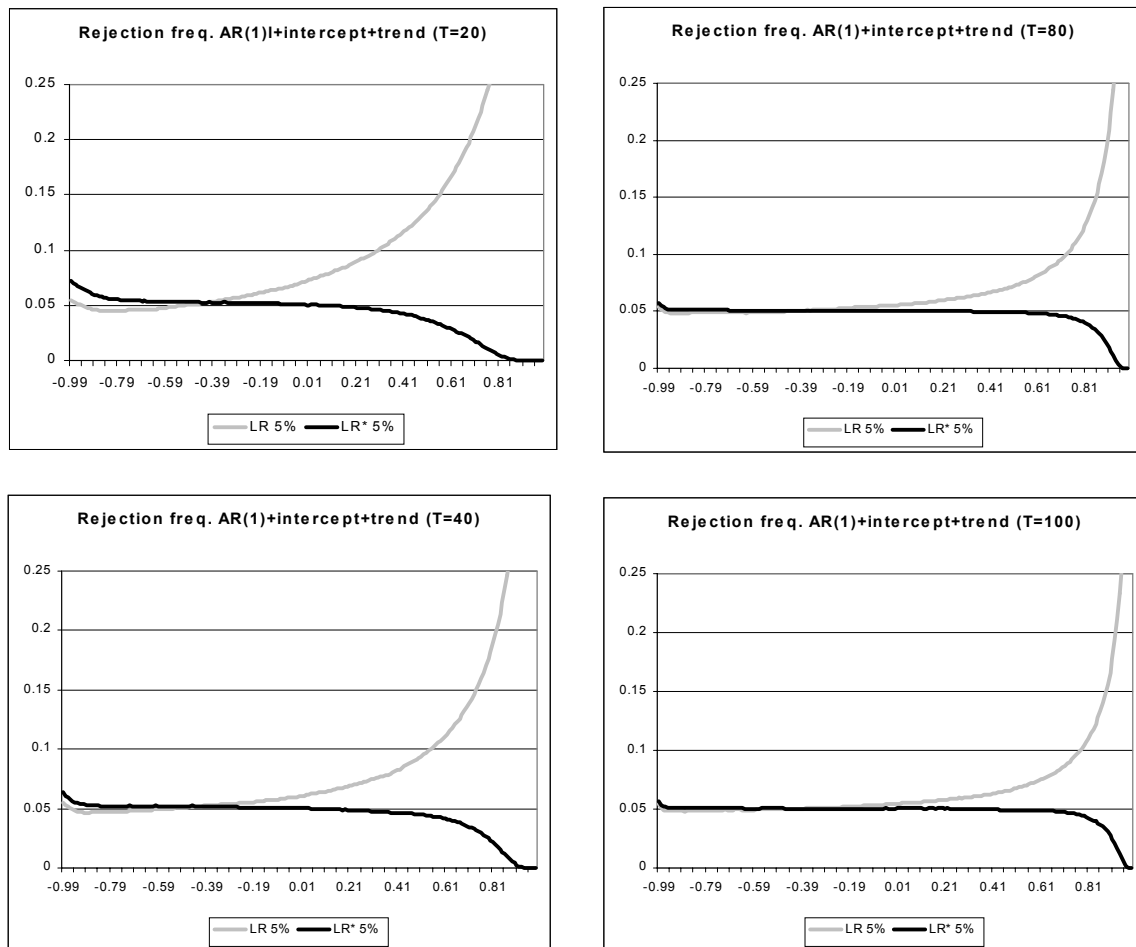 Rejection freq. AR(1)l+intercept+trend (T=20)
0.25
0.2
0.15
0.1
0.05
0
-0.99 -0.79 -0.59 -0.39 -0.19 0.01 0.21 0.41 0.61 0.81
LR 5% LR* 5%
Rejection freq. AR(1)+intercept+trend (T=80)
0.25
0.2
0.15
0.1
0.05
0
-0.99 -0.79 -0.59 -0.39 -0.19 0.01 0.21 0.41 0.61 0.81
LR 5% LR* 5%
Rejection freq. AR(1)+intercept+trend (T=40)
0.25
0.2
0.15
0.1
0.05
0
-0.99 -0.79 -0.59 -0.39 -0.19 0.01 0.21 0.41 0.61 0.81
LR 5% LR* 5%
Rejection freq. AR(1)+intercept+trend (T=100)
0.25
0.2
0.15
0.1
0.05
0
-0.99 -0.79 -0.59 -0.39 -0.19 0.01 0.21 0.41 0.61 0.81
LR 5% LR* 5%